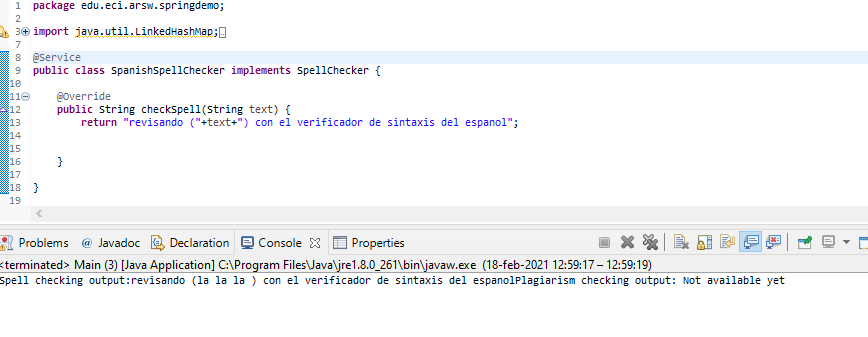 1 package edu.eci.arsw.springdemo;
2
3 import java.util.LinkedHashMap;
7
8 @Service
9 public class SpanishSpellChecker implements SpellChecker {
10
11 @Override
12 public String checkSpell(String text) {
13 return "revisando ("+text+") con el verificador de sintaxis del espanol";
14
15
16 }
17
18 }
19
Problems @ Javadoc Declaration Console Properties
<terminated> Main (3) [Java Application] C:\Program Files\Java\jre1.8.0_261\bin\javaw.exe (18-feb-2021 12:59:17 – 12:59:19)
Spell checking output:revisando (la la la ) con el verificador de sintaxis del espanolPlagiarism checking output: Not available yet